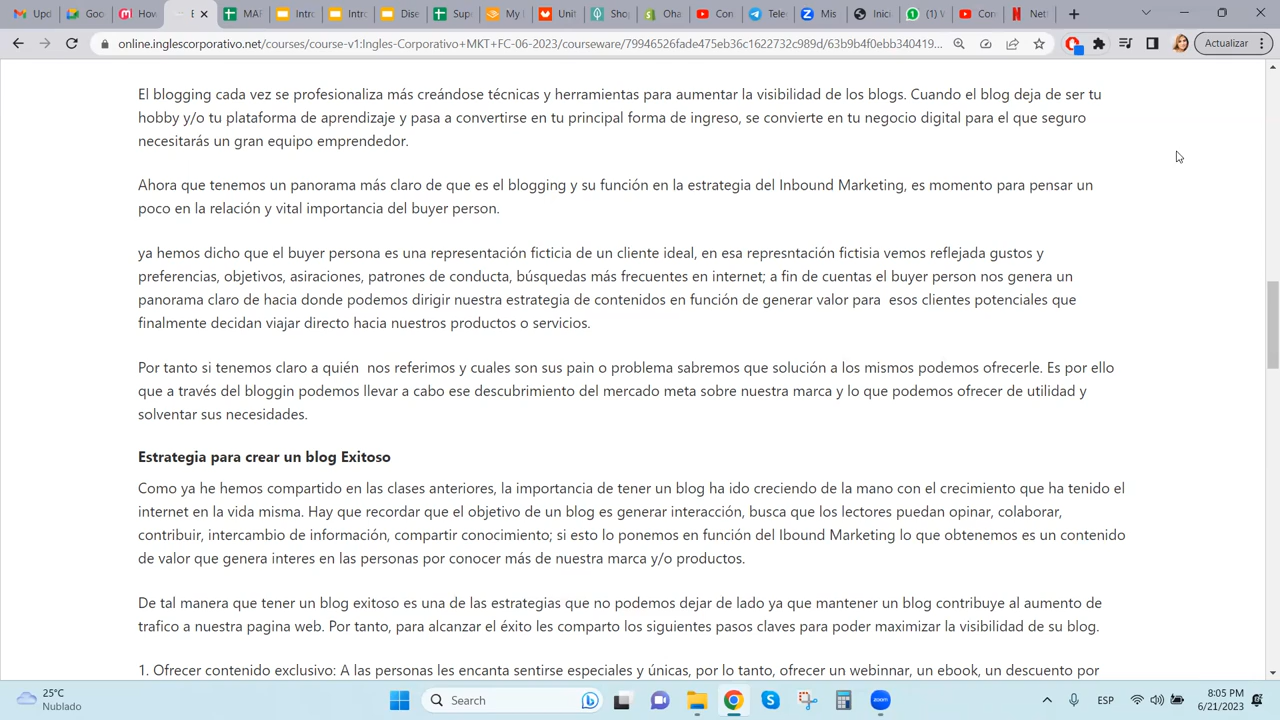 Upd
Goo
How
E
MAI
Intro
Intro
Dise
Sup
My l
Unit
Sho
Oha
Con
Tele
Mis
Inici
(1) V
Con
Net
online.inglescorporativo.net/courses/course-v1:Ingles-Corporativo+MKT+FC-06-2023/courseware/79946526fade475eb36c1622732c989d/63b9b4f0ebb340419...
Actualizar
El blogging cada vez se profesionaliza más creándose técnicas y herramientas para aumentar la visibilidad de los blogs. Cuando el blog deja de ser tu
hobby y/o tu plataforma de aprendizaje y pasa a convertirse en tu principal forma de ingreso, se convierte en tu negocio digital para el que seguro
necesitarás un gran equipo emprendedor.
Ahora que tenemos un panorama más claro de que es el blogging y su función en la estrategia del Inbound Marketing, es momento para pensar un
poco en la relación y vital importancia del buyer person.
ya hemos dicho que el buyer persona es una representación ficticia de un cliente ideal, en esa represntación fictisia vemos reflejada gustos y
preferencias, objetivos, asiraciones, patrones de conducta, búsquedas más frecuentes en internet; a fin de cuentas el buyer person nos genera un
panorama claro de hacia donde podemos dirigir nuestra estrategia de contenidos en función de generar valor para esos clientes potenciales que
finalmente decidan viajar directo hacia nuestros productos o servicios.
Por tanto si tenemos claro a quién nos referimos y cuales son sus pain o problema sabremos que solución a los mismos podemos ofrecerle. Es por ello
que a través del bloggin podemos llevar a cabo ese descubrimiento del mercado meta sobre nuestra marca y lo que podemos ofrecer de utilidad y
solventar sus necesidades.
Estrategia para crear un blog Exitoso
Como ya he hemos compartido en las clases anteriores, la importancia de tener un blog ha ido creciendo de la mano con el crecimiento que ha tenido el
internet en la vida misma. Hay que recordar que el objetivo de un blog es generar interacción, busca que los lectores puedan opinar, colaborar,
contribuir, intercambio de información, compartir conocimiento; si esto lo ponemos en función del Ibound Marketing lo que obtenemos es un contenido
de valor que genera interes en las personas por conocer más de nuestra marca y/o productos.
De tal manera que tener un blog exitoso es una de las estrategias que no podemos dejar de lado ya que mantener un blog contribuye al aumento de
trafico a nuestra pagina web. Por tanto, para alcanzar el éxito les comparto los siguientes pasos claves para poder maximizar la visibilidad de su blog.
1. Ofrecer contenido exclusivo: A las personas les encanta sentirse especiales y únicas, por lo tanto, ofrecer un webinnar, un ebook, un descuento por
25°C
Nublado
Search
ESP
8:05 PM
6/21/2023